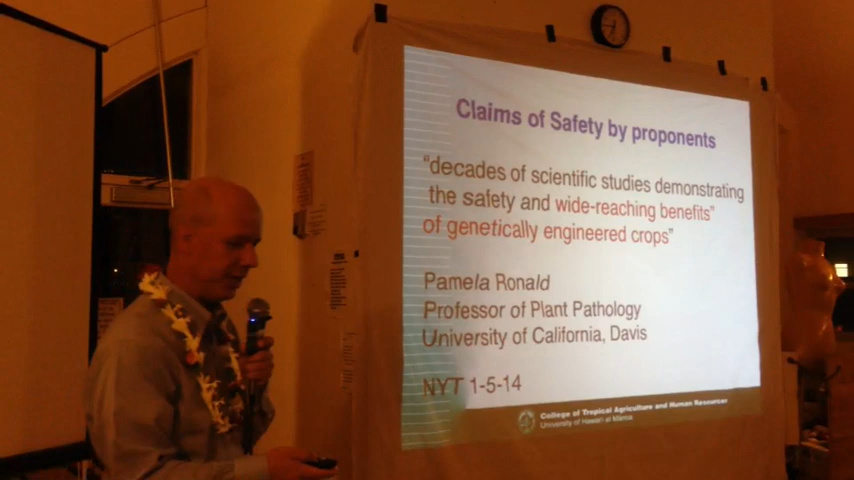 Claims of Safety by proponents
“decades of scientific studies demonstrating
the safety and wide-reaching benefits”
of genetically engineered crops”
Pamela Ronald
Professor of Plant Pathology
University of California, Davis
NYT 1-5-14
College of Tropical Agriculture and Human Resources
University of Hawai‘i at Mānoa